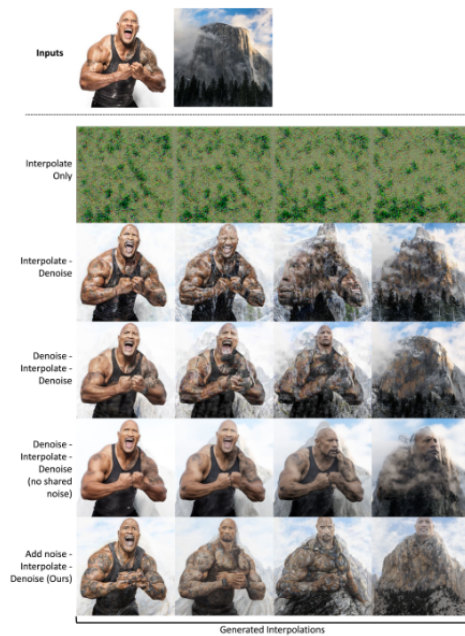 Inputs
Interpolate
Only
Interpolate -
Denoise
Denoise -
Interpolate -
Denoise
Denoise -
Interpolate -
Denoise
(no shared
noise)
Add noise -
Interpolate -
Denoise (Ours)
Generated Interpolations